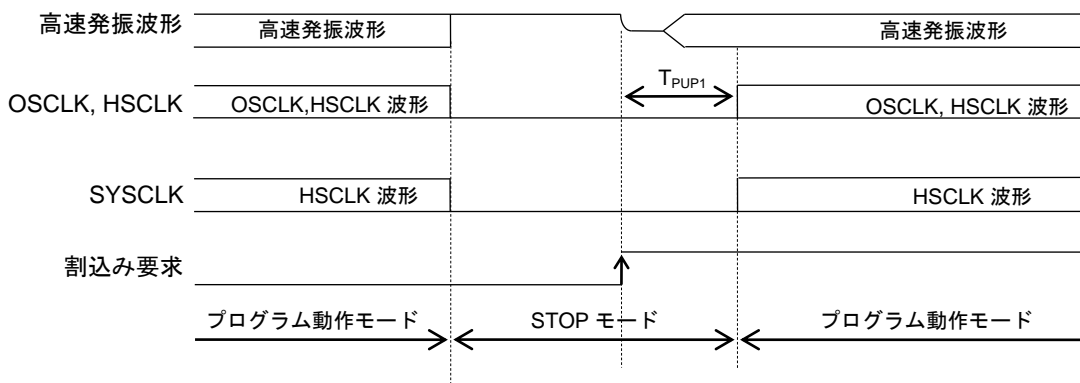 高速発振波形 高速発振波形 高速発振波形
T_PUP1
OSCLK, HSCLK OSCLK,HSCLK 波形 OSCLK, HSCLK 波形
SYSCLK HSCLK 波形 HSCLK 波形
割込み要求
プログラム動作モード STOP モード プログラム動作モード